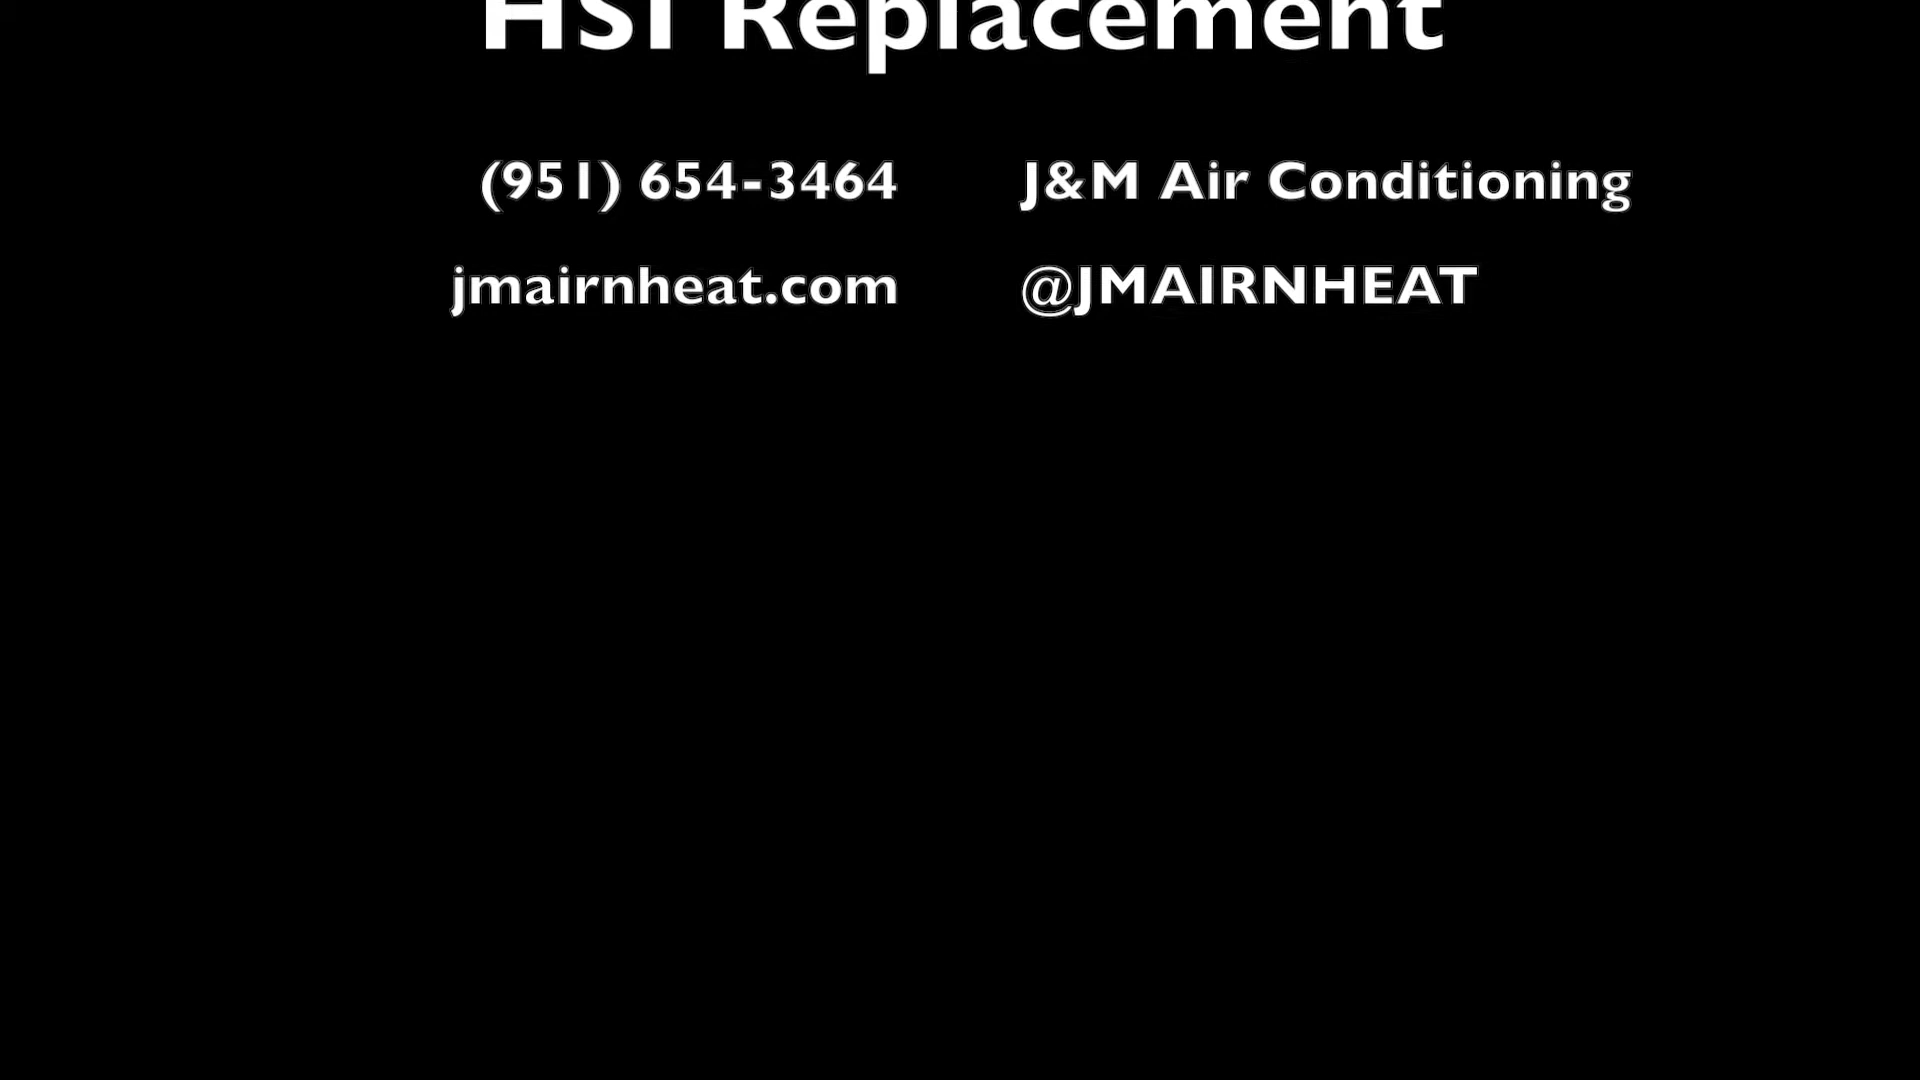 HSI Replacement
(951) 654-3464 J&M Air Conditioning
jmairnheat.com @JMAIRNHEAT